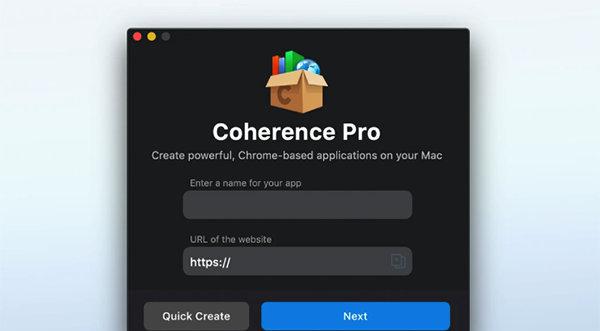 C
Coherence Pro
Create powerful, Chrome-based applications on your Mac
Enter a name for your app
URL of the website
https://
Quick Create
Next